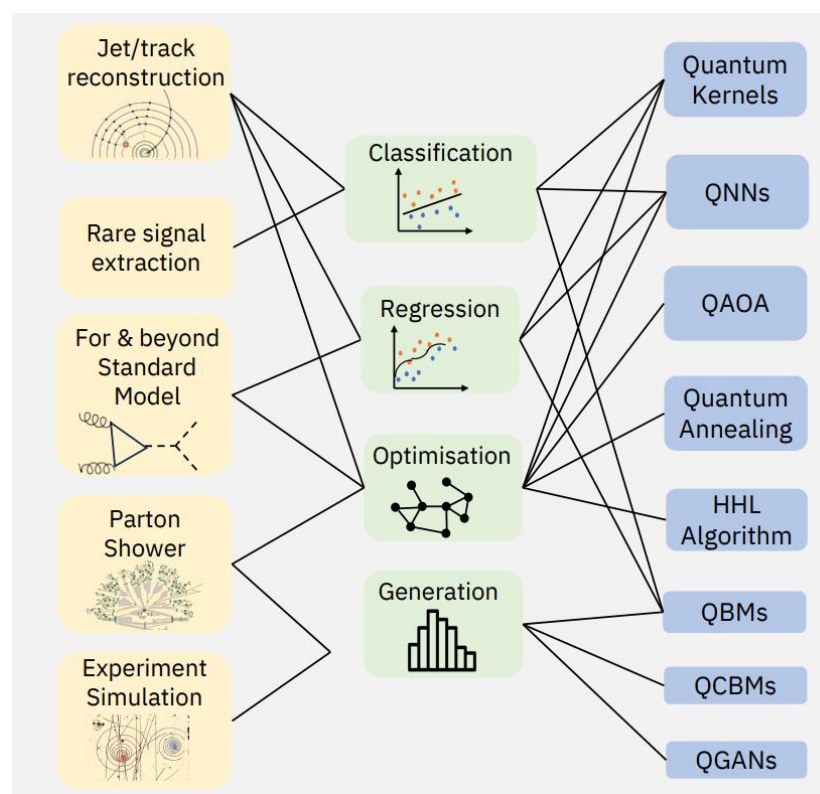 Jet/track
reconstruction
Rare signal
extraction
For & beyond
Standard
Model
Parton
Shower
Experiment
Simulation
Classification
Regression
Optimisation
Generation
Quantum
Kernels
QNNs
QAOA
Quantum
Annealing
HHL
Algorithm
QBMs
QCBMs
QGANs